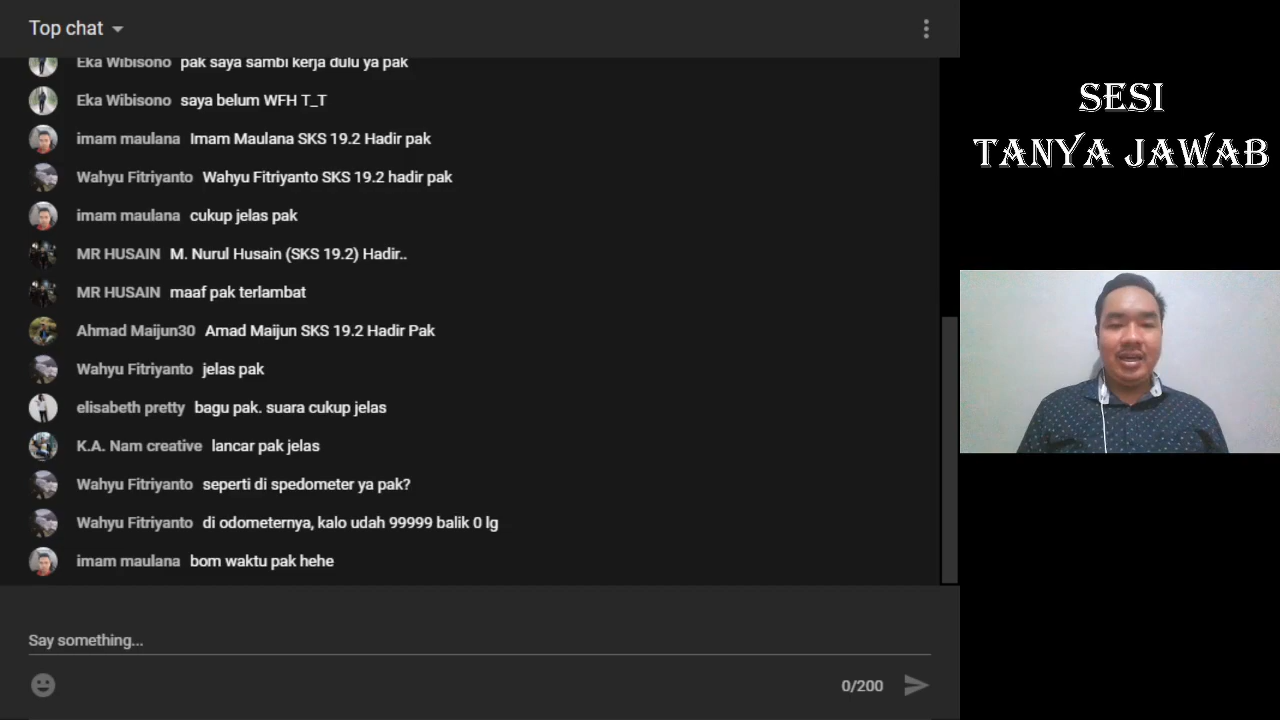 Top chat
Eka Wibisono pak saya sambi kerja dulu ya pak
Eka Wibisono saya belum WFH T_T
imam maulana Imam Maulana SKS 19.2 Hadir pak
Wahyu Fitriyanto Wahyu Fitriyanto SKS 19.2 hadir pak
imam maulana cukup jelas pak
MR HUSAIN M. Nurul Husain (SKS 19.2) Hadir..
MR HUSAIN maaf pak terlambat
Ahmad Maijun30 Amad Maijun SKS 19.2 Hadir Pak
Wahyu Fitriyanto jelas pak
elisabeth pretty bagu pak. suara cukup jelas
K.A. Nam creative lancar pak jelas
Wahyu Fitriyanto seperti di spedometer ya pak?
Wahyu Fitriyanto di odometernya, kalo udah 99999 balik 0 lg
imam maulana bom waktu pak hehe
Say something...
0/200
SESI
TANYA JAWAB